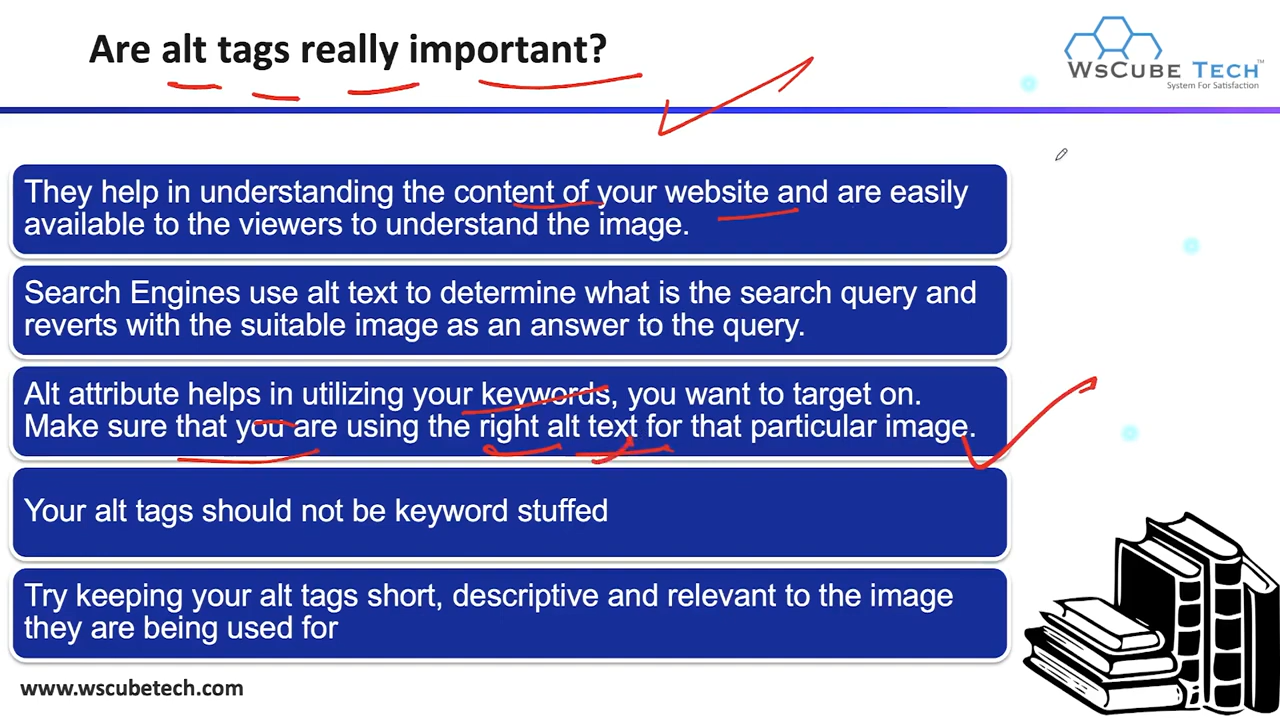 Are alt tags really important?
WSCUBE TECH™
System For Satisfaction
They help in understanding the content of your website and are easily
available to the viewers to understand the image.
Search Engines use alt text to determine what is the search query and
reverts with the suitable image as an answer to the query.
Alt attribute helps in utilizing your keywords, you want to target on.
Make sure that you are using the right alt text for that particular image.
Your alt tags should not be keyword stuffed
Try keeping your alt tags short, descriptive and relevant to the image
they are being used for
www.wscubetech.com